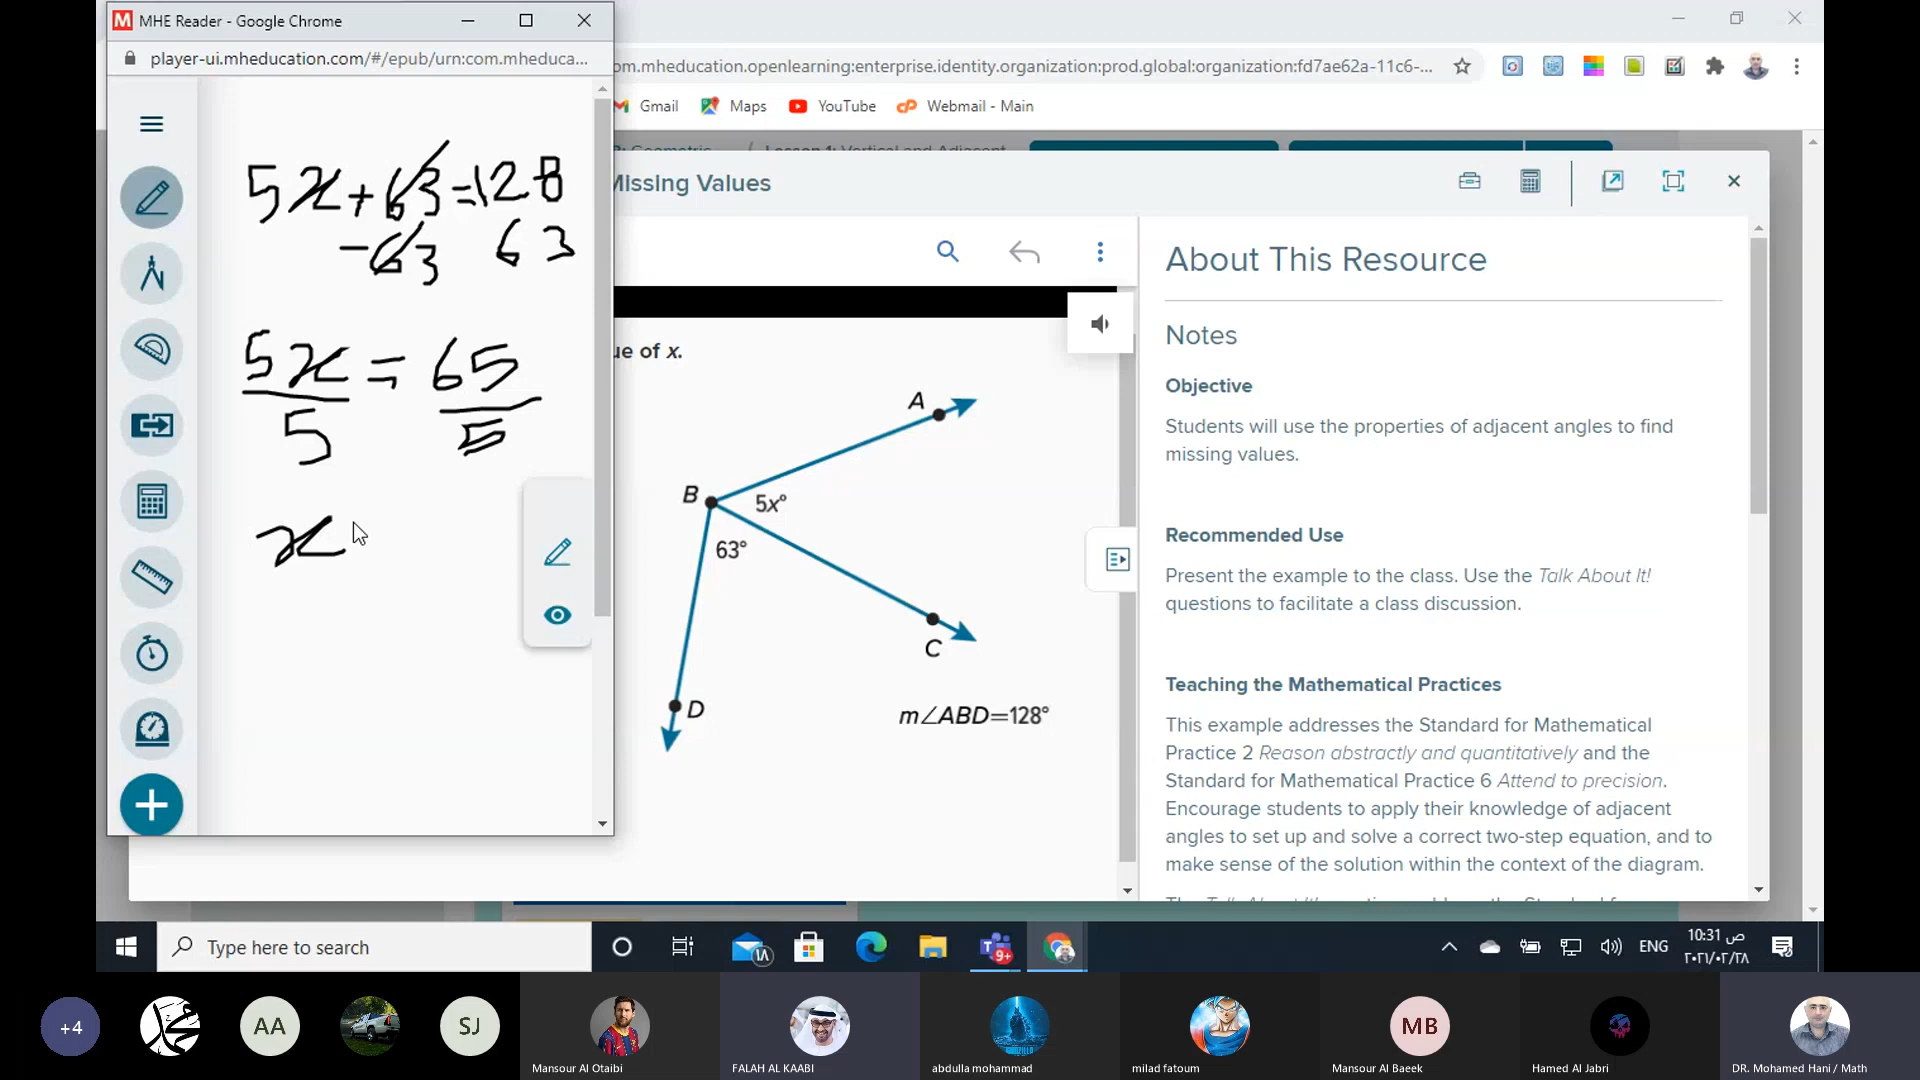 MHE Reader - Google Chrome
player-ui.mheducation.com/#/epub/urn:com.mheduca...
om.mheducation.openlearning:enterprise.identity.organization:prod.global:organization:fd7ae62a-11c6-...
Gmail Maps YouTube Webmail - Main
Missing Values
5x+63=128
-63 63
5x = 65
5 5
x
ue of x.
A
B
5x°
63°
C
D
m∠ABD=128°
About This Resource
Notes
Objective
Students will use the properties of adjacent angles to find
missing values.
Recommended Use
Present the example to the class. Use the Talk About It!
questions to facilitate a class discussion.
Teaching the Mathematical Practices
This example addresses the Standard for Mathematical
Practice 2 Reason abstractly and quantitatively and the
Standard for Mathematical Practice 6 Attend to precision.
Encourage students to apply their knowledge of adjacent
angles to set up and solve a correct two-step equation, and to
make sense of the solution within the context of the diagram.
Type here to search
١٨
9+
ENG
10:31 ص
٢٠٢١/٠٢/٢٨
+4
AA
SJ
MB
Mansour Al Otaibi
FALAH AL KAABI
abdulla mohammad
milad fatoum
Mansour Al Baeek
Hamed Al Jabri
DR. Mohamed Hani / Math